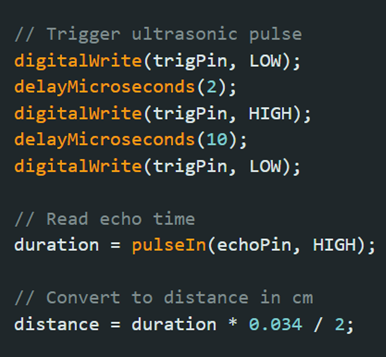 // Trigger ultrasonic pulse
digitalWrite(trigPin, LOW);
delayMicroseconds(2);
digitalWrite(trigPin, HIGH);
delayMicroseconds(10);
digitalWrite(trigPin, LOW);

// Read echo time
duration = pulseIn(echoPin, HIGH);

// Convert to distance in cm
distance = duration * 0.034 / 2;